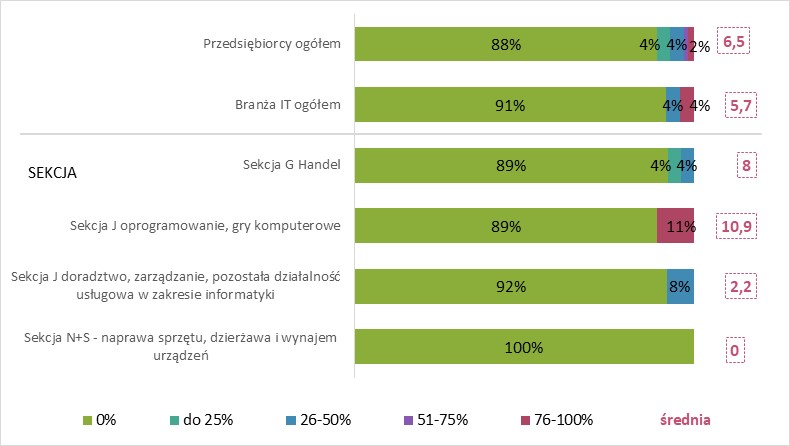 Przedsiębiorcy ogółem 88% 4% 4% 2% 6,5
Branża IT ogółem 91% 4% 4% 5,7
SEKCJA
Sekcja G Handel 89% 4% 4% 8
Sekcja J oprogramowanie, gry komputerowe 89% 11% 10,9
Sekcja J doradztwo, zarządzanie, pozostała działalność
usługowa w zakresie informatyki
92% 8% 2,2
Sekcja N+S - naprawa sprzętu, dzierżawa i wynajem
urządzeń
100% 0
0% do 25% 26-50% 51-75% 76-100% średnia